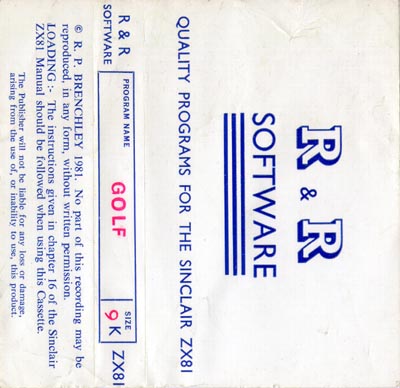 R & R
SOFTWARE
QUALITY PROGRAMS FOR THE SINCLAIR ZX81
R & R
SOFTWARE
PROGRAM NAME
GOLF
SIZE
9 K
ZX81
© R. P. BRENCHLEY 1981. No part of this recording may be
reproduced, in any form, without written permission.
LOADING :- The instructions given in chapter 16 of the Sinclair
ZX81 Manual should be followed when using this Cassette.
The Publisher will not be liable for any loss or damage,
arising from the use of, or inability to use, this product.